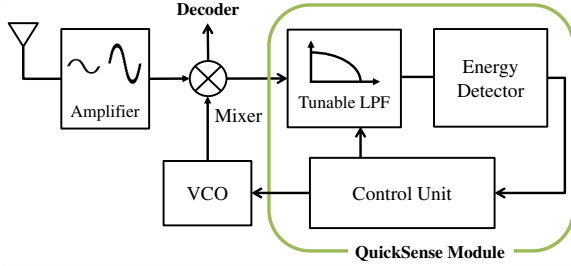 Decoder
Amplifier
Mixer
Tunable LPF
Energy
Detector
VCO
Control Unit
QuickSense Module